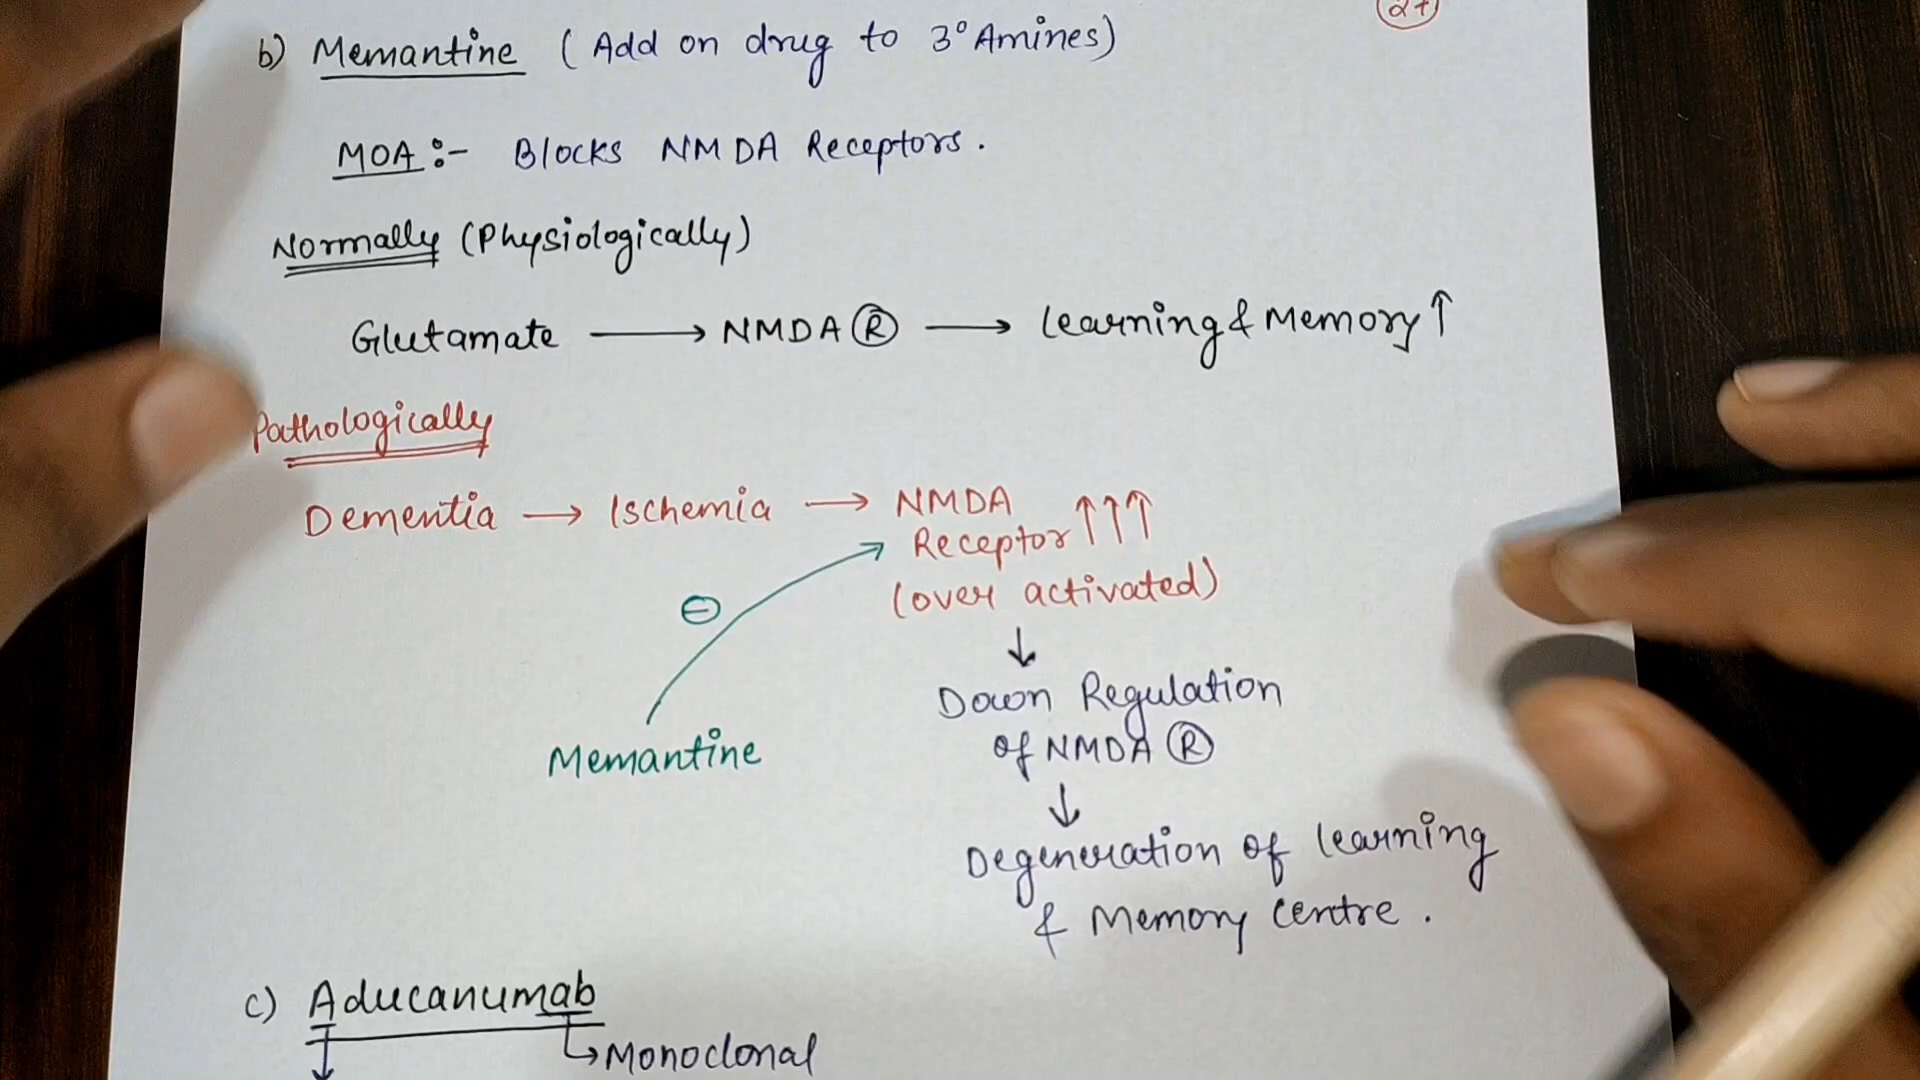 b) Memantine (Add on drug to 3° Amines)
MOA :- Blocks NMDA Receptors.
Normally (Physiologically)
Glutamate → NMDA Ⓡ → Learning & Memory ↑
Pathologically
Dementia → Ischemia → NMDA
Receptor ↑↑↑
(over activated)
⊖
↓
Down Regulation
of NMDA Ⓡ
Memantine
↓
Degeneration of learning
& Memory Centre.
c) Aducanumab
↳ Monoclonal